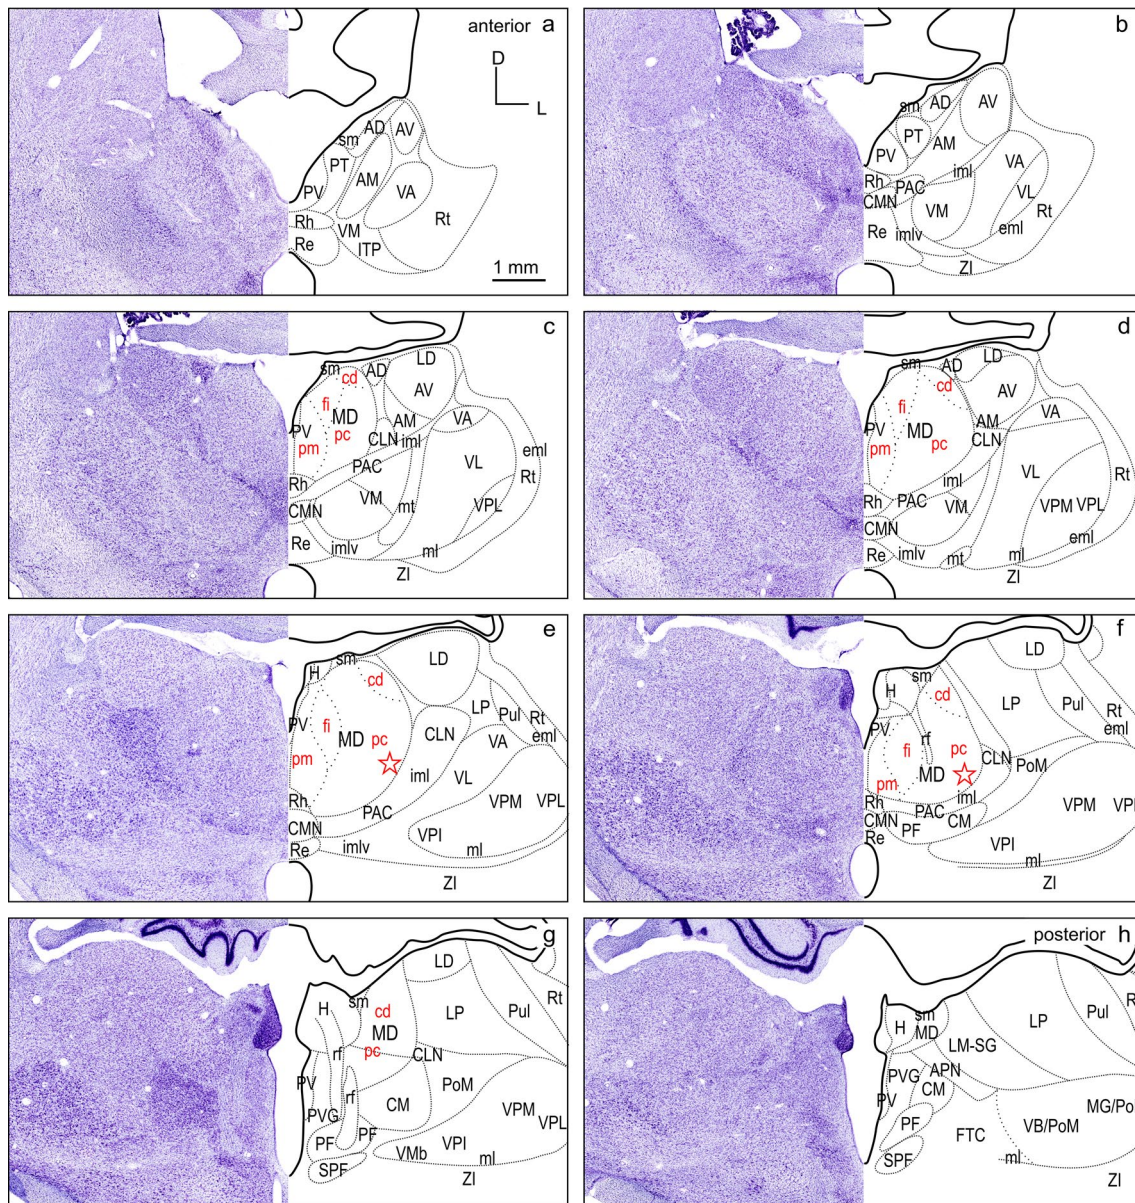 anterior a
D
L
AD AV
sm
PT
AM VA
PV
Rh VM Rt
Re ITP
1 mm
b
sm AD AV
PT AM
PV iml VA
Rh PAC
CMN VL
VM Rt
Re imlv eml
ZI
c
sm cd AD LD
fi AV
MD
PV AM VA
pm pc CLN iml eml
PAC VL
Rh VM Rt
CMN mt VPL
Re imlv ml
ZI
d
sm AD LD
cd AV
fi
PV MD AM VA
pm pc CLN
iml VL Rt
Rh PAC
VM VPM VPL
CMN
Re imlv mt ml eml
ZI
e
H sm LD
cd
LP
PV fi Pul Rt
MD pc CLN VA eml
pm iml VL
Rh PAC VPM VPL
CMN VPI
Re imlv ml
ZI
f
sm LD
H cd
LP Pul
PV rf Rt
fi pc eml
CLN PoM
pm MD iml
Rh PAC CM VPM VPl
CMN PF
Re VPI ml
ZI
g
LD
sm
H cd LP Pul Rt
MD
rf pc CLN
PV PoM
rf CM
PVG VPM
PF PF VPL
VMb VPI ml
SPF ZI
posterior h
sm LP Pul R
H MD
LM-SG
PVG APN
PV CM MG/Po
PF VB/PoM
FTC
SPF ml
ZI